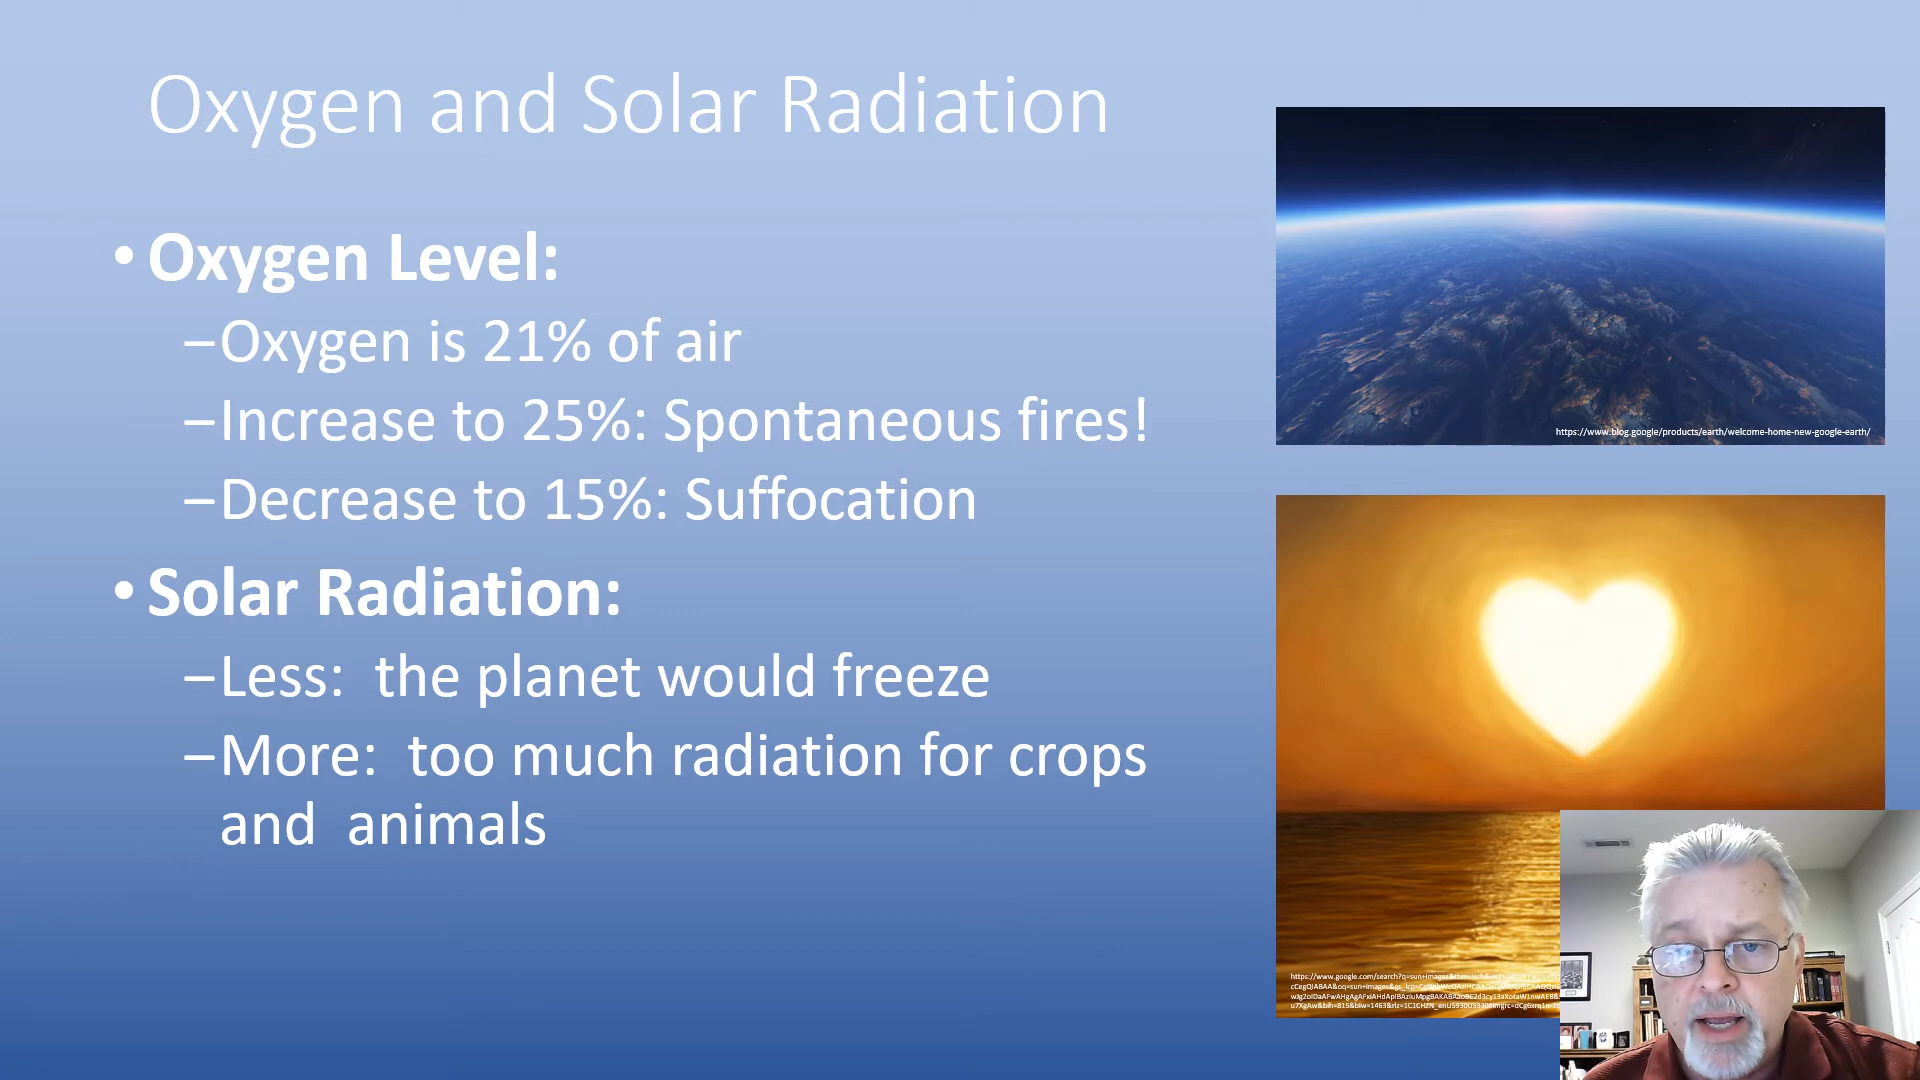 Oxygen and Solar Radiation
• Oxygen Level:
–Oxygen is 21% of air
–Increase to 25%: Spontaneous fires!
–Decrease to 15%: Suffocation
• Solar Radiation:
–Less: the planet would freeze
–More: too much radiation for crops
and animals
https://www.blog.google/products/earth/welcome-home-new-google-earth/